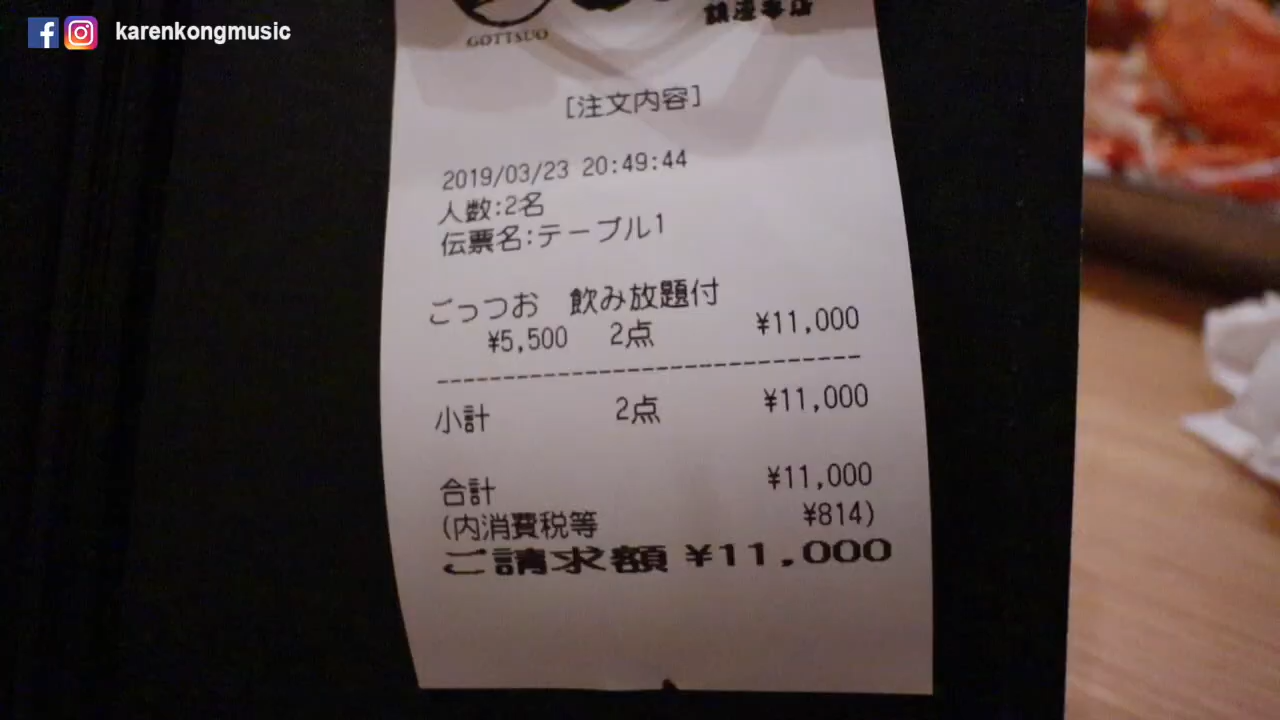 karenkongmusic
GOTTSUO
[注文内容]
2019/03/23 20:49:44
人数:2名
伝票名:テーブル1
ごっつお 飲み放題付
¥5,500 2点 ¥11,000
小計 2点 ¥11,000
合計 ¥11,000
(内消費税等 ¥814)
ご請求額 ¥11,000